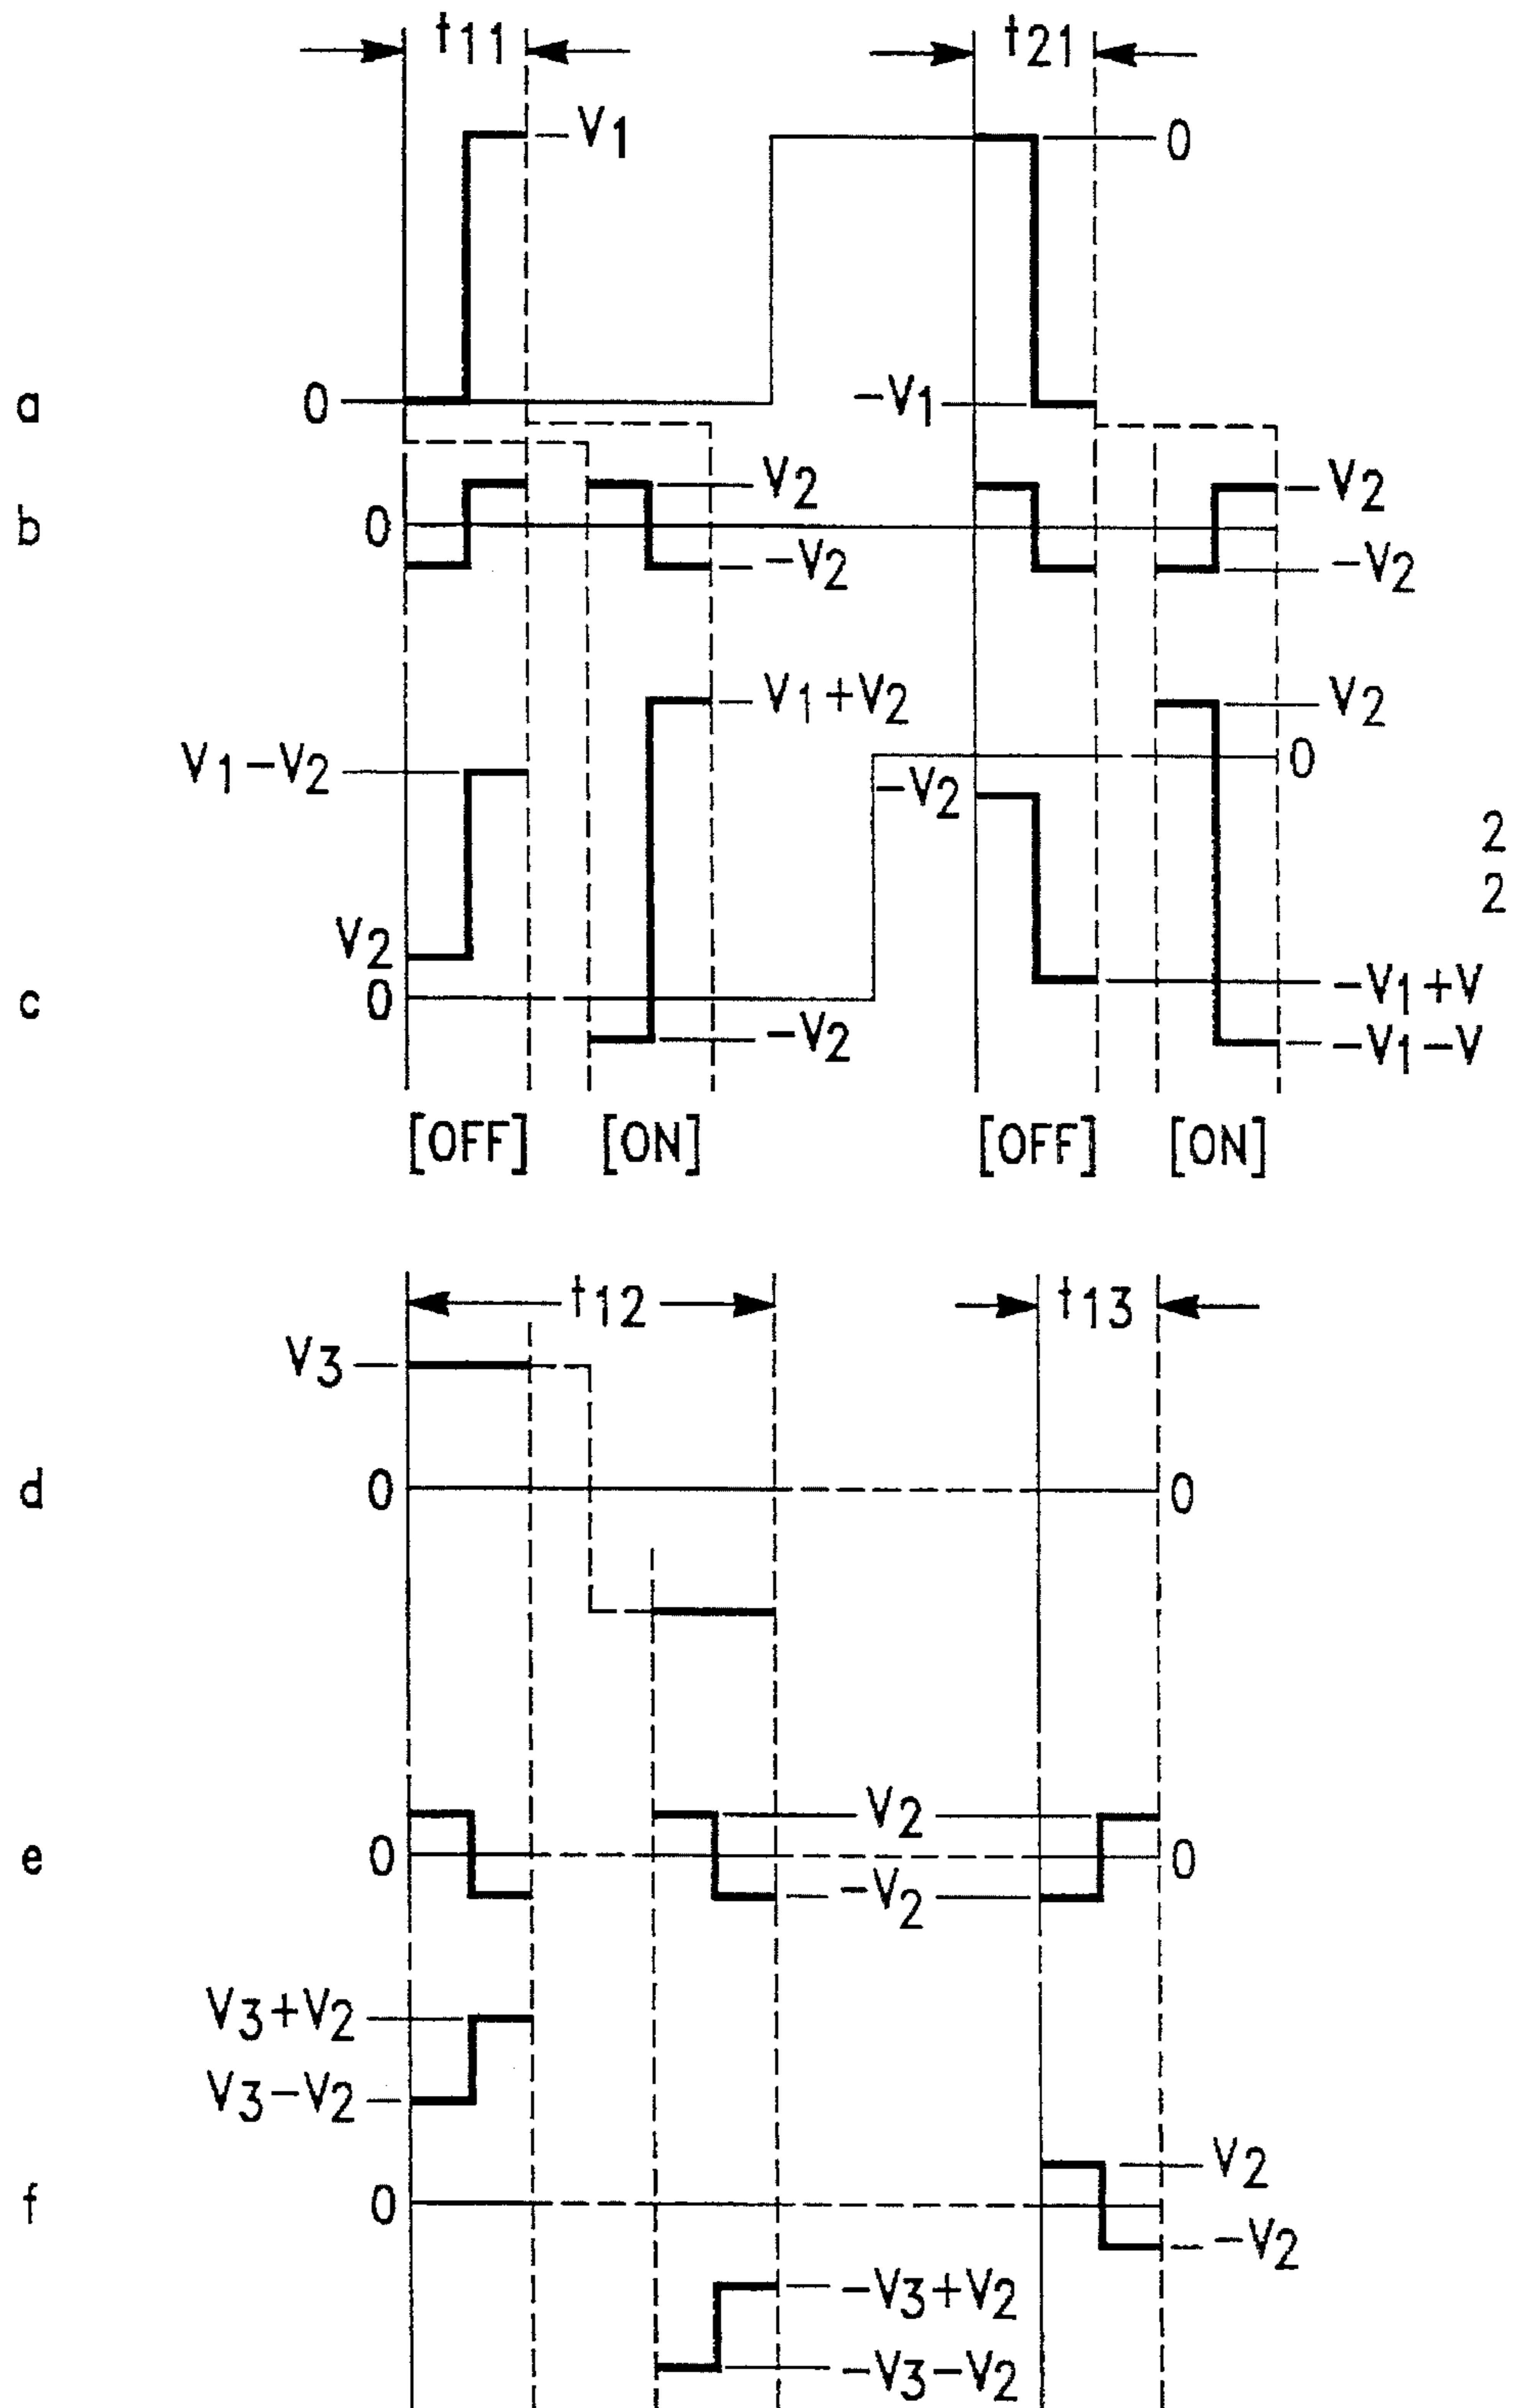 t11 t21
V1 0
a 0 -V1
V2 V2
b 0 -V2 -V2
V1+V2 V2
V1-V2 0
-V2
2
2
V2
-V1+V
c 0 -V2 -V1-V
[OFF] [ON] [OFF] [ON]
t12 t13
V3
d 0 0
V2
e 0 0
-V2
V3+V2
V3-V2
V2
f 0
-V2
-V3+V2
-V3-V2